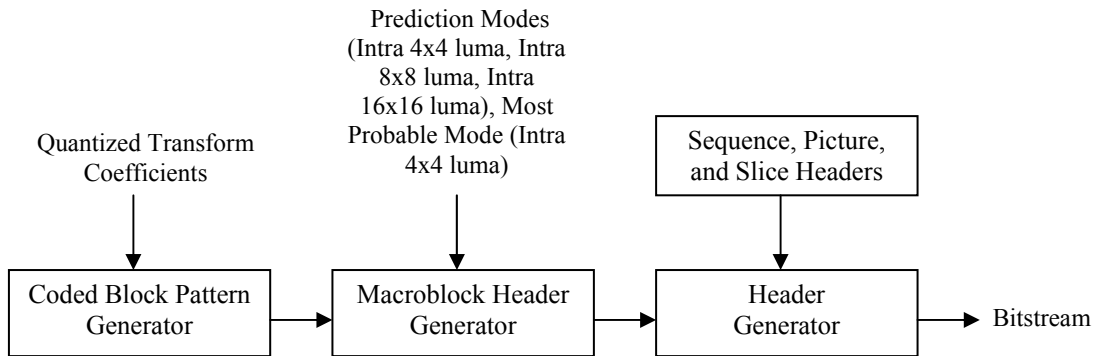 Prediction Modes
(Intra 4x4 luma, Intra
8x8 luma, Intra
16x16 luma), Most
Probable Mode (Intra
4x4 luma)
Quantized Transform
Coefficients
Sequence, Picture,
and Slice Headers
Coded Block Pattern
Generator
Macroblock Header
Generator
Header
Generator
Bitstream